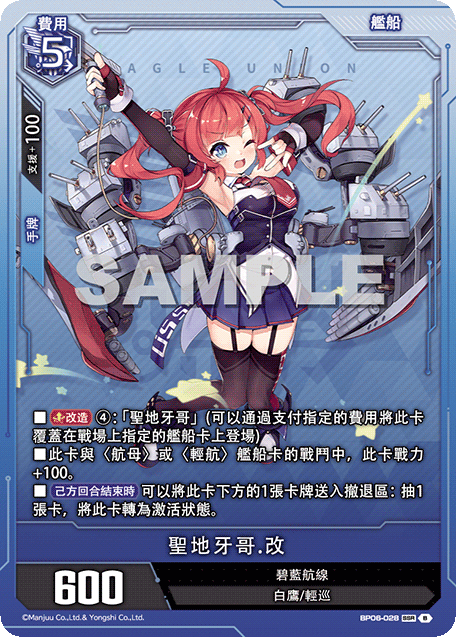 費用
5
艦船
EAGLE UNION
支援+100
手牌
SAMPLE
■ 改造 ④:「聖地牙哥」(可以通過支付指定的費用將此卡
覆蓋在戰場上指定的艦船卡上登場)
■此卡與〈航母〉或〈輕航〉艦船卡的戰鬥中，此卡戰力
+100。
■ 己方回合結束時 可以將此卡下方的1張卡牌送入撤退區：抽1
張卡，將此卡轉為激活狀態。
聖地牙哥.改
600
碧藍航線
白鷹/輕巡
©Manjuu Co.,Ltd.& Yongshi Co.,Ltd.
BP06-028 SSR B